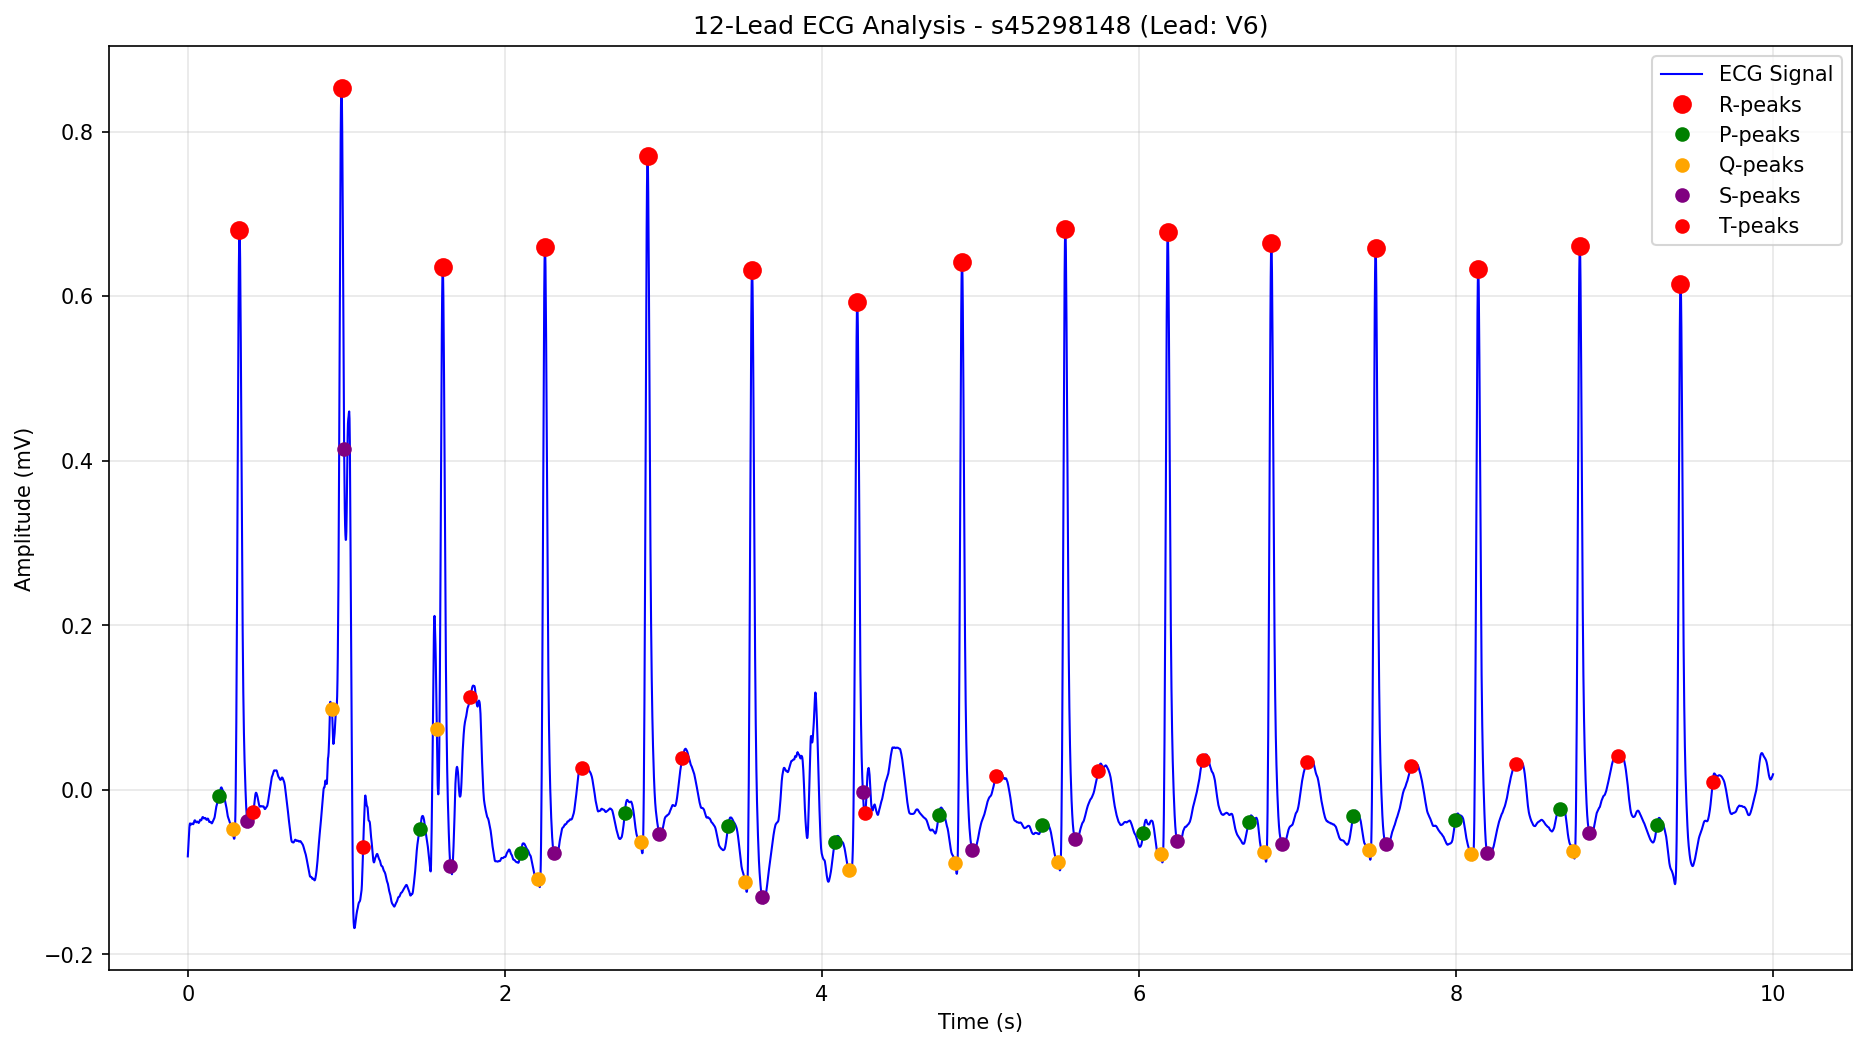 12-Lead ECG Analysis - s45298148 (Lead: V6)
ECG Signal
R-peaks
P-peaks
Q-peaks
S-peaks
T-peaks
Amplitude (mV)
0.8
0.6
0.4
0.2
0.0
−0.2
0 2 4 6 8 10
Time (s)